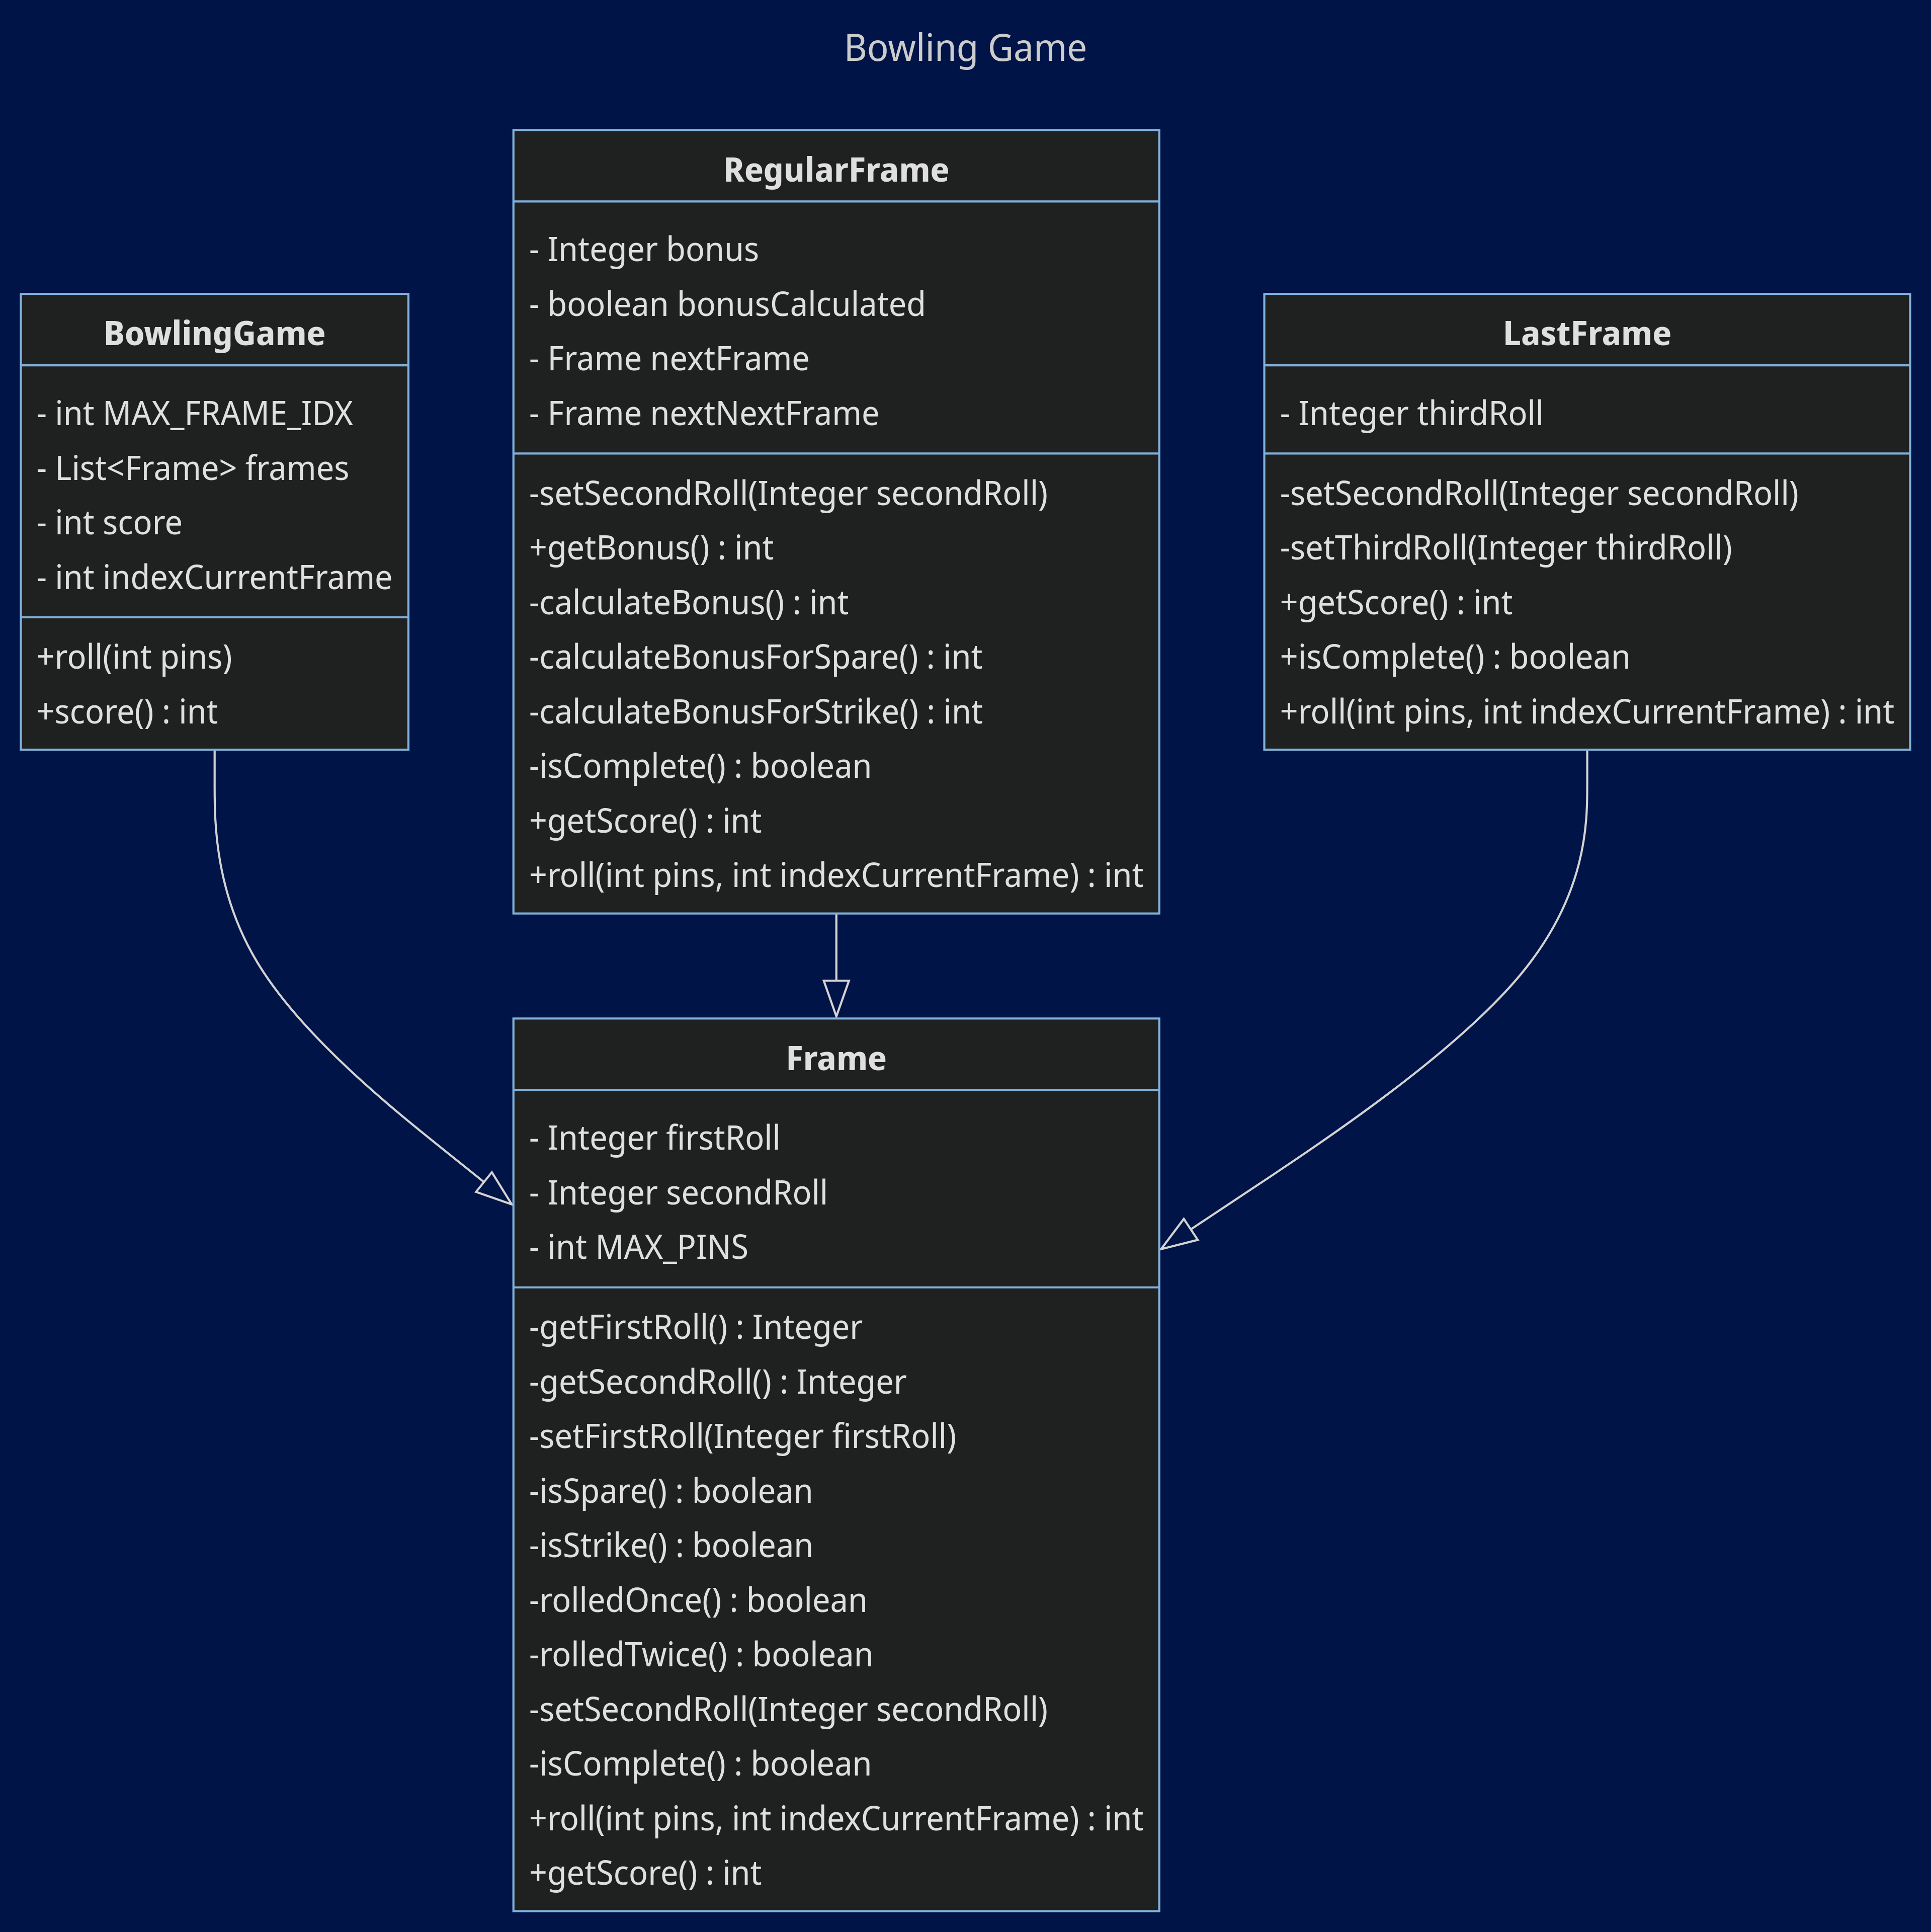 Bowling Game
BowlingGame
- int MAX_FRAME_IDX
- List<Frame> frames
- int score
- int indexCurrentFrame
+roll(int pins)
+score() : int
RegularFrame
- Integer bonus
- boolean bonusCalculated
- Frame nextFrame
- Frame nextNextFrame
-setSecondRoll(Integer secondRoll)
+getBonus() : int
-calculateBonus() : int
-calculateBonusForSpare() : int
-calculateBonusForStrike() : int
-isComplete() : boolean
+getScore() : int
+roll(int pins, int indexCurrentFrame) : int
LastFrame
- Integer thirdRoll
-setSecondRoll(Integer secondRoll)
-setThirdRoll(Integer thirdRoll)
+getScore() : int
+isComplete() : boolean
+roll(int pins, int indexCurrentFrame) : int
Frame
- Integer firstRoll
- Integer secondRoll
- int MAX_PINS
-getFirstRoll() : Integer
-getSecondRoll() : Integer
-setFirstRoll(Integer firstRoll)
-isSpare() : boolean
-isStrike() : boolean
-rolledOnce() : boolean
-rolledTwice() : boolean
-setSecondRoll(Integer secondRoll)
-isComplete() : boolean
+roll(int pins, int indexCurrentFrame) : int
+getScore() : int